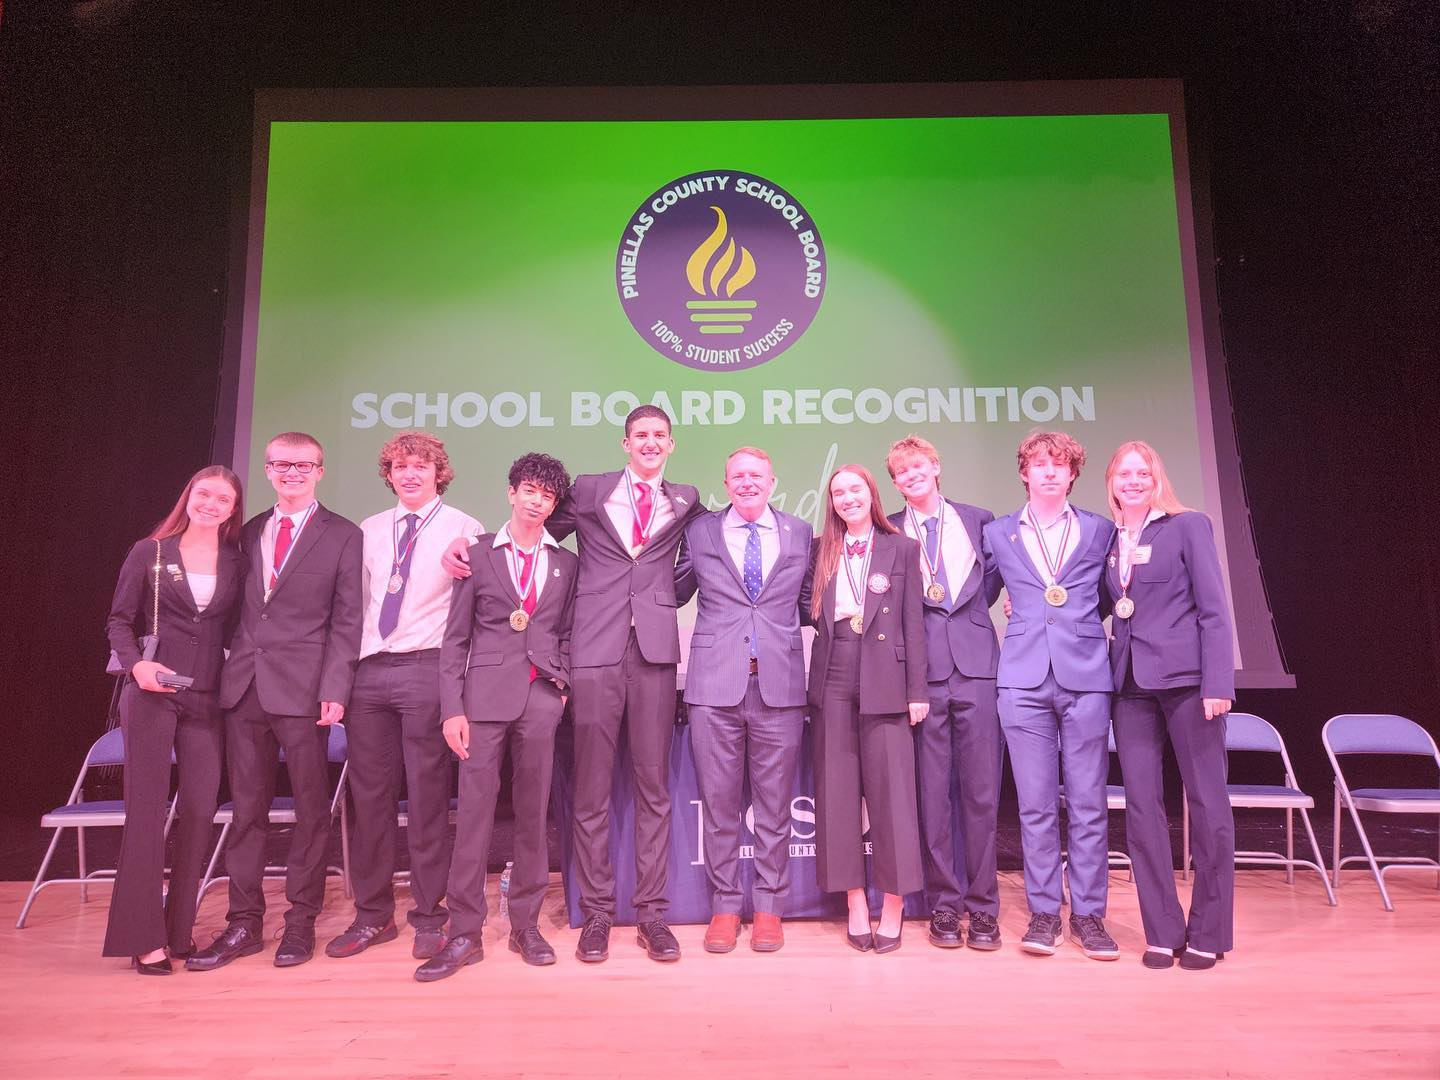 PINELLAS COUNTY SCHOOL BOARD
100% STUDENT SUCCESS
SCHOOL BOARD RECOGNITION